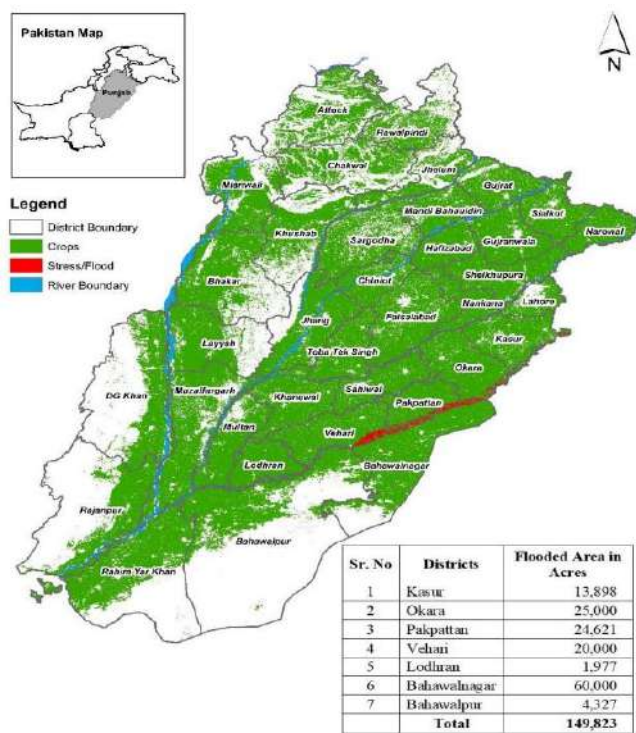 Pakistan Map
Punjab
N
Legend
District Boundary
Crops
Stress/Flood
River Boundary
Attock
Rawalpindi
Chakwal
Jhelum
Mianwali
Gujrat
Mandi Bahauddin
Sialkot
Khushab
Sargodha
Hafizabad
Gujranwala
Narowal
Bhakar
Chiniot
Sheikhupura
Nankana
Lahore
Jhang
Faisalabad
Kasur
Layyah
Toba Tek Singh
Okara
DG Khan
Muzaffargarh
Khanewal
Sahiwal
Pakpattan
Multan
Vehari
Lodhran
Bahawalnagar
Rajanpur
Bahawalpur
Rahim Yar Khan
Sr. No Districts Flooded Area in Acres
1 Kasur 13,898
2 Okara 25,000
3 Pakpattan 24,621
4 Vehari 20,000
5 Lodhran 1,977
6 Bahawalnagar 60,000
7 Bahawalpur 4,327
Total 149,823